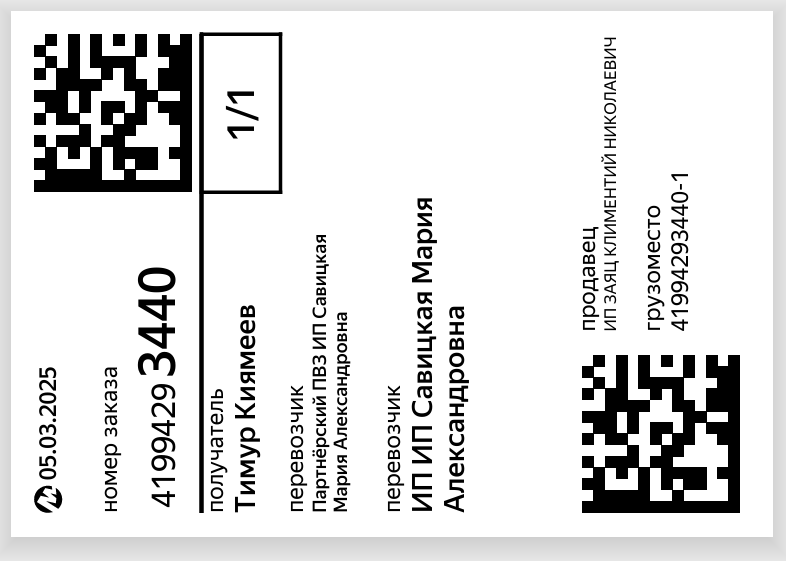 05.03.2025
номер заказа
4199429 3440
1/1
получатель
Тимур Киямеев
перевозчик
Партнёрский ПВЗ ИП Савицкая
Мария Александровна
перевозчик
ИП ИП Савицкая Мария
Александровна
продавец
ИП ЗАЯЦ КЛИМЕНТИЙ НИКОЛАЕВИЧ
грузоместо
41994293440-1